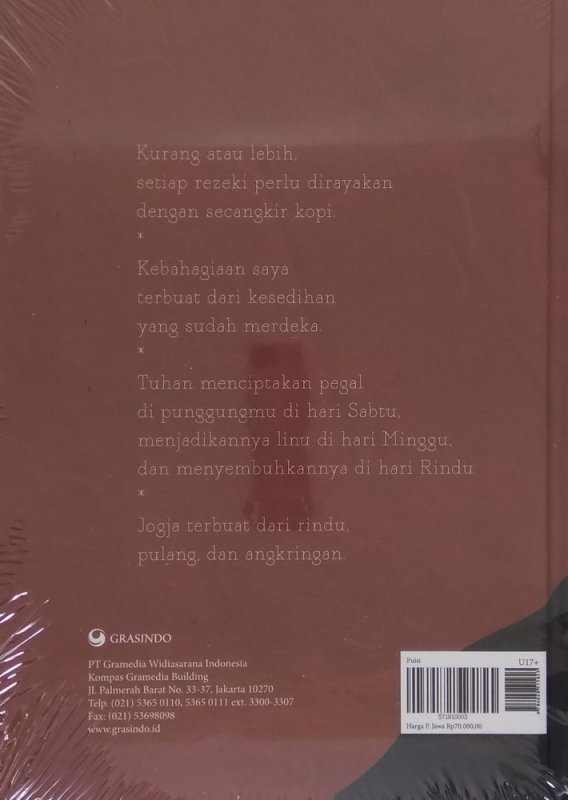 Kurang atau lebih,
setiap rezeki perlu dirayakan
dengan secangkir kopi.
*
Kebahagiaan saya
terbuat dari kesedihan
yang sudah merdeka.
*
Tuhan menciptakan pegal
di punggungmu di hari Sabtu,
menjadikannya linu di hari Minggu,
dan menyembuhkannya di hari Rindu.
*
Jogja terbuat dari rindu,
pulang, dan angkringan.
GRASINDO
PT Gramedia Widiasarana Indonesia
Kompas Gramedia Building
Jl. Palmerah Barat No. 33-37, Jakarta 10270
Telp. (021) 5365 0110, 5365 0111 ext. 3300-3307
Fax: (021) 53698098
www.grasindo.id
Puisi
U17+
571910003
Harga P. Jawa Rp70.000,00